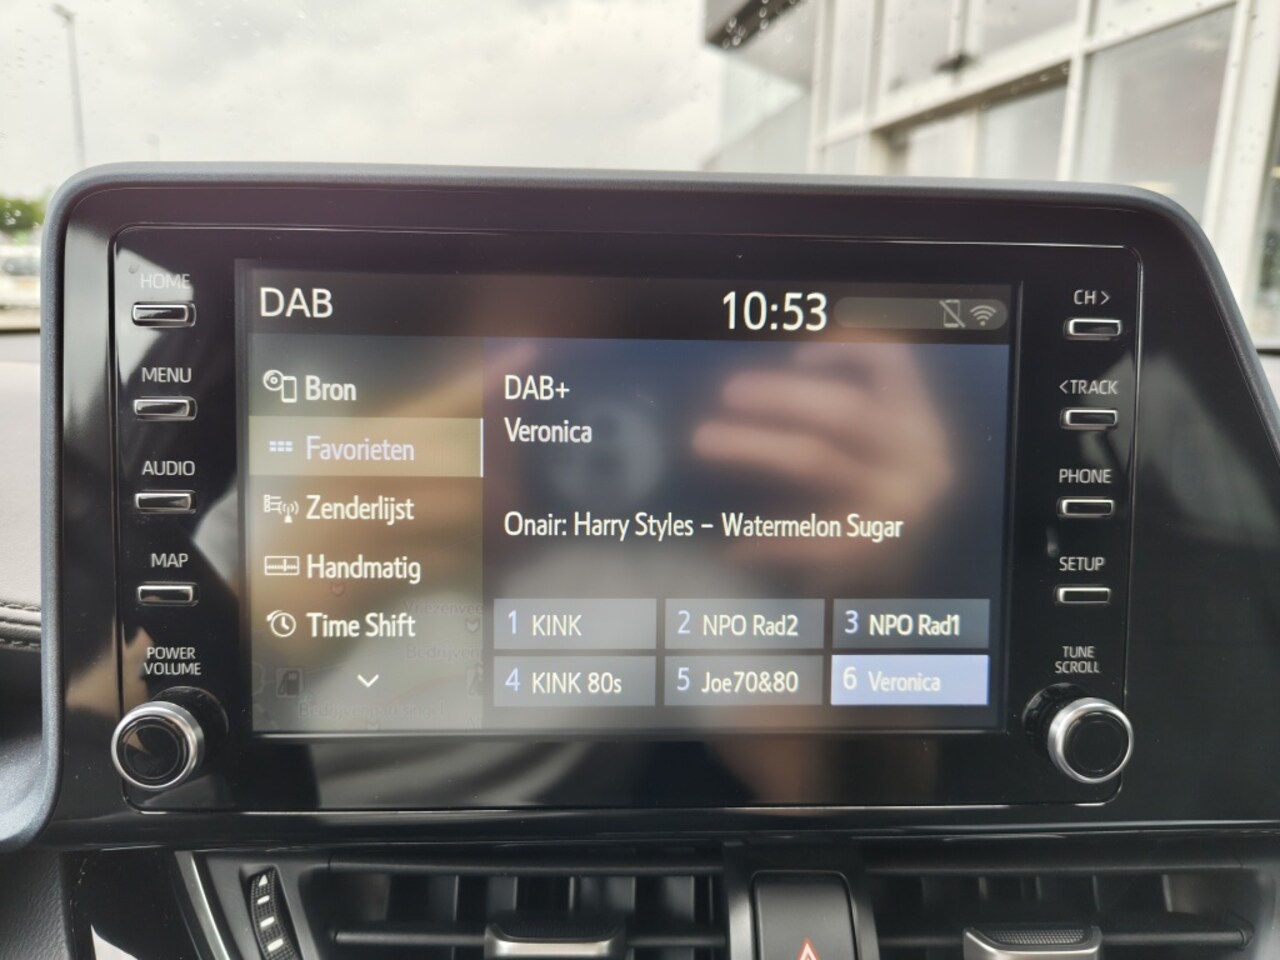 HOME
MENU
AUDIO
MAP
POWER
VOLUME
DAB
10:53
Bron
Favorieten
Zenderlijst
Handmatig
Time Shift
DAB+
Veronica
Onair: Harry Styles – Watermelon Sugar
1 KINK
2 NPO Rad2
3 NPO Rad1
4 KINK 80s
5 Joe70&80
6 Veronica
CH >
< TRACK
PHONE
SETUP
TUNE
SCROLL